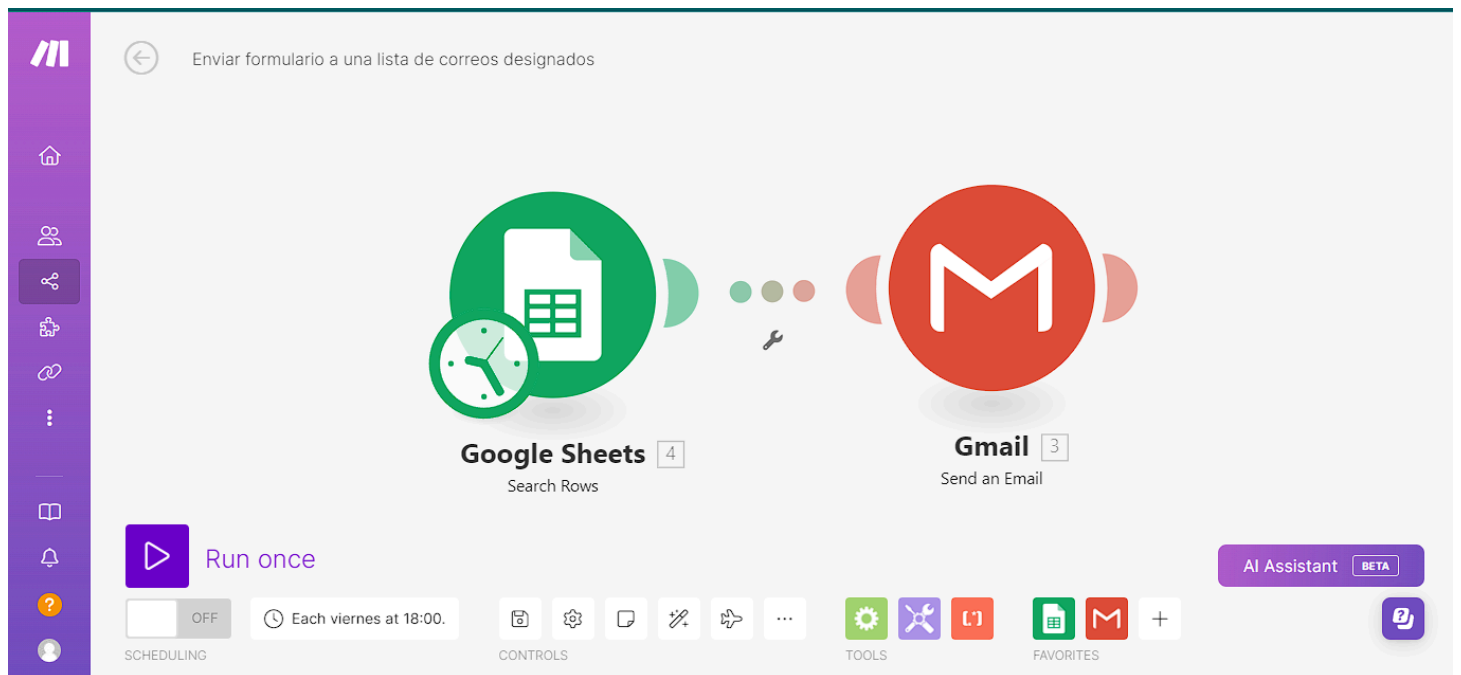 Enviar formulario a una lista de correos designados
Google Sheets 4
Search Rows
Gmail 3
Send an Email
Run once
AI Assistant BETA
OFF
Each viernes at 18:00.
SCHEDULING
CONTROLS
TOOLS
FAVORITES